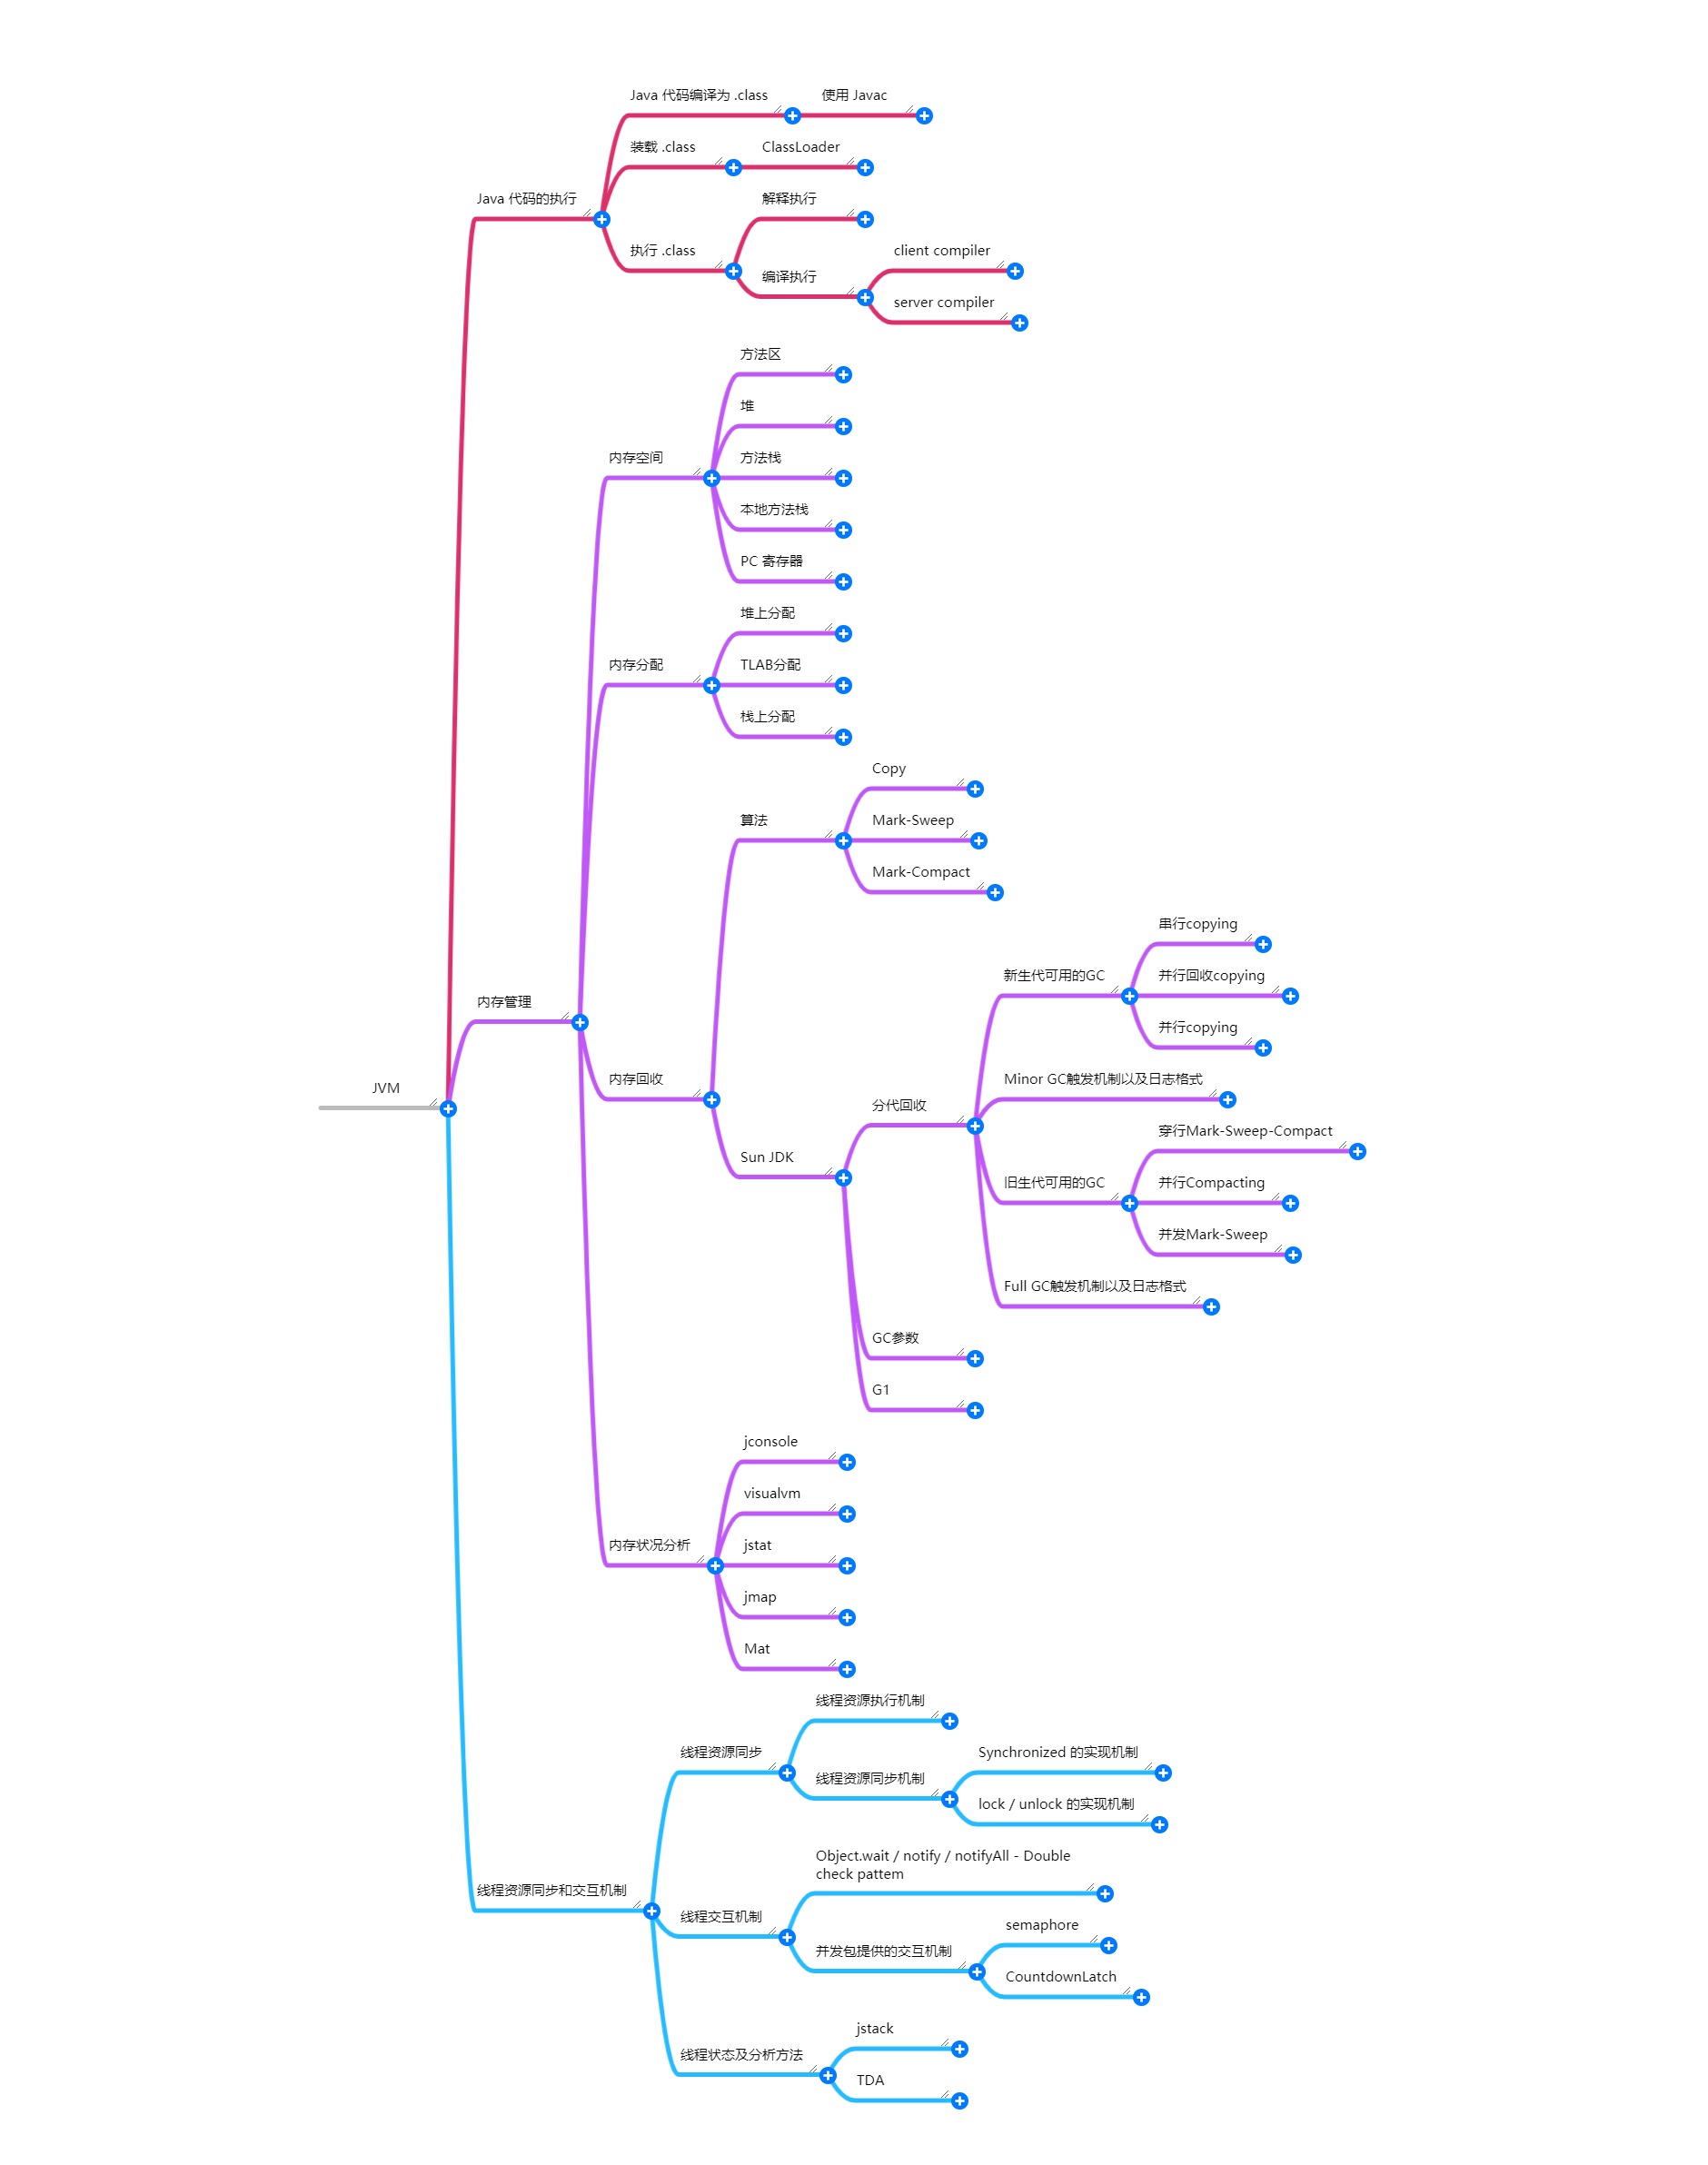 Java 代码编译为 .class
使用 Javac
装载 .class
ClassLoader
Java 代码的执行
解释执行
执行 .class
client compiler
编译执行
server compiler
方法区
堆
内存空间
方法栈
本地方法栈
PC 寄存器
堆上分配
内存分配
TLAB分配
栈上分配
Copy
算法
Mark-Sweep
Mark-Compact
串行copying
新生代可用的GC
并行回收copying
内存管理
并行copying
内存回收
Minor GC触发机制以及日志格式
JVM
分代回收
穿行Mark-Sweep-Compact
Sun JDK
旧生代可用的GC
并行Compacting
并发Mark-Sweep
Full GC触发机制以及日志格式
GC参数
G1
jconsole
visualvm
内存状况分析
jstat
jmap
Mat
线程资源执行机制
线程资源同步
Synchronized 的实现机制
线程资源同步机制
lock / unlock 的实现机制
Object.wait / notify / notifyAll - Double
check pattem
线程资源同步和交互机制
线程交互机制
semaphore
并发包提供的交互机制
CountdownLatch
jstack
线程状态及分析方法
TDA